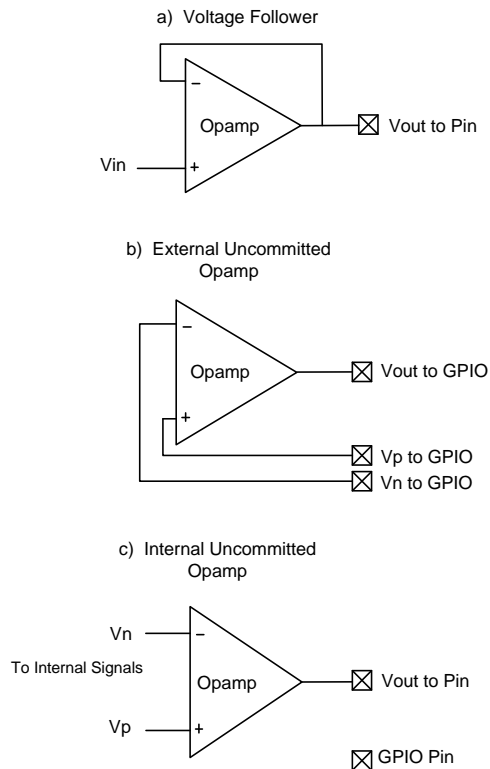 a) Voltage Follower
-
Opamp
Vout to Pin
Vin
+
b) External Uncommitted
Opamp
-
Opamp
Vout to GPIO
+
Vp to GPIO
Vn to GPIO
c) Internal Uncommitted
Opamp
Vn
-
To Internal Signals
Opamp
Vout to Pin
Vp
+
GPIO Pin